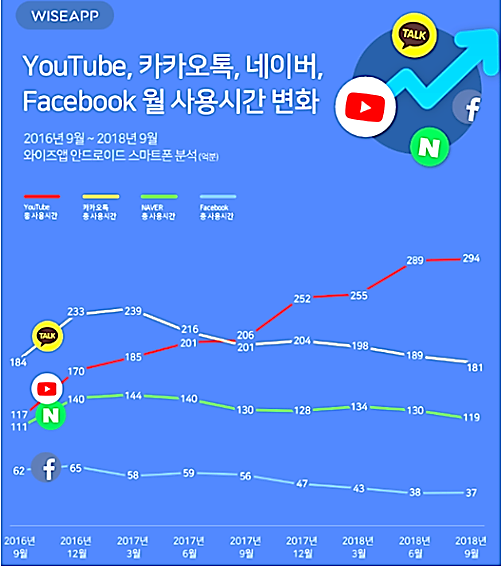 WISEAPP
YouTube, 카카오톡, 네이버,
Facebook 월 사용시간 변화
2016년 9월 ~ 2018년 9월
와이즈앱 안드로이드 스마트폰 분석 (억분)
TALK
f
N
YouTube 카카오톡 NAVER Facebook
총 사용시간 총 사용시간 총 사용시간 총 사용시간
289 294
252 255
233 239 216 206
184 TALK 201 201 204 198 189 181
170 185
117 140 144 140 130 128 134 130 119
111 N
62 f 65 58 59 56 47 43 38 37
2016년 2016년 2017년 2017년 2017년 2017년 2018년 2018년 2018년
9월 12월 3월 6월 9월 12월 3월 6월 9월